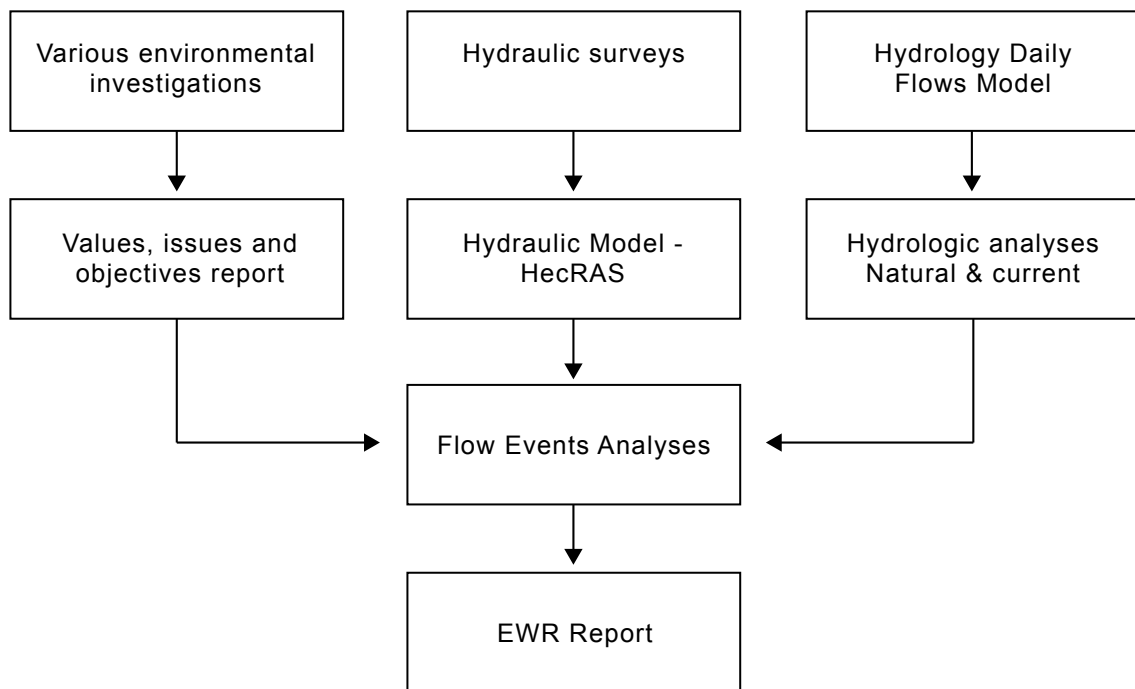 Various environmental
investigations
Hydraulic surveys
Hydrology Daily
Flows Model
Values, issues and
objectives report
Hydraulic Model -
HecRAS
Hydrologic analyses
Natural & current
Flow Events Analyses
EWR Report